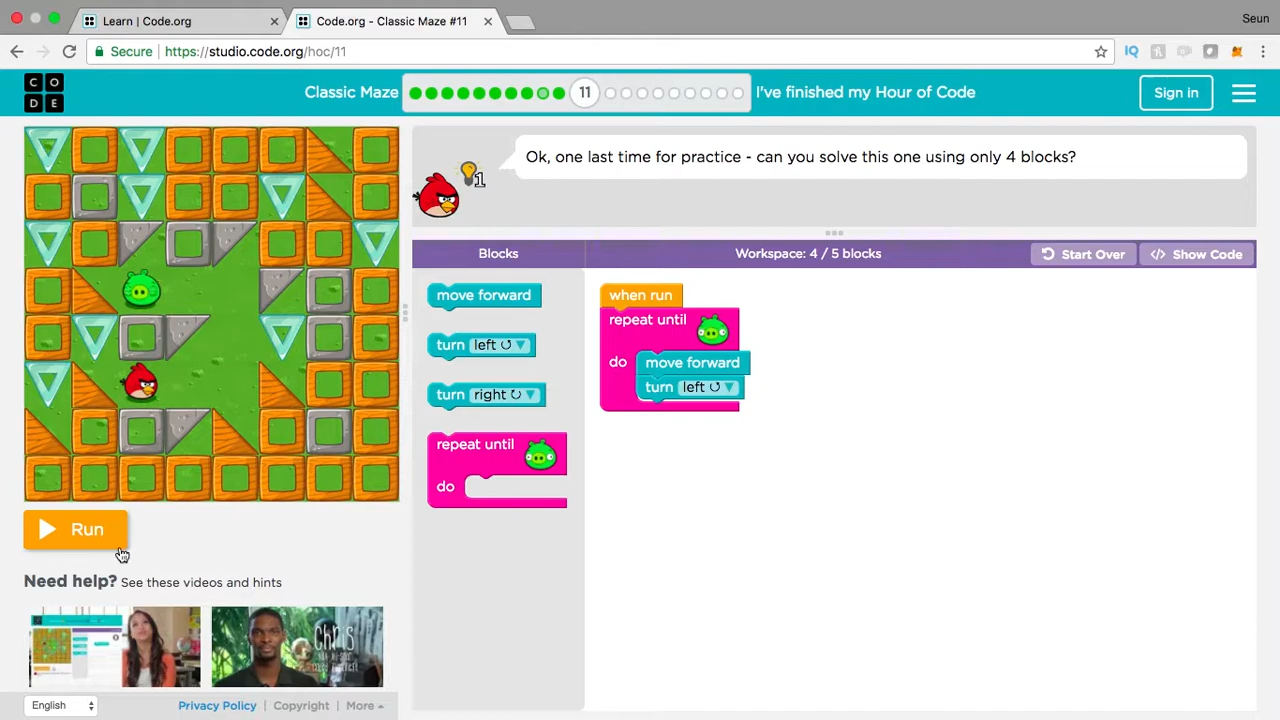 Learn | Code.org
Code.org - Classic Maze #11
Seun
Secure
https://studio.code.org/hoc/11
IQ
CODE
Classic Maze
11
I've finished my Hour of Code
Sign in
1
Ok, one last time for practice - can you solve this one using only 4 blocks?
Blocks
Workspace: 4 / 5 blocks
Start Over
</> Show Code
move forward
turn left
turn right
repeat until
do
when run
repeat until
do
move forward
turn left
Run
Need help? See these videos and hints
English
Privacy Policy | Copyright | More